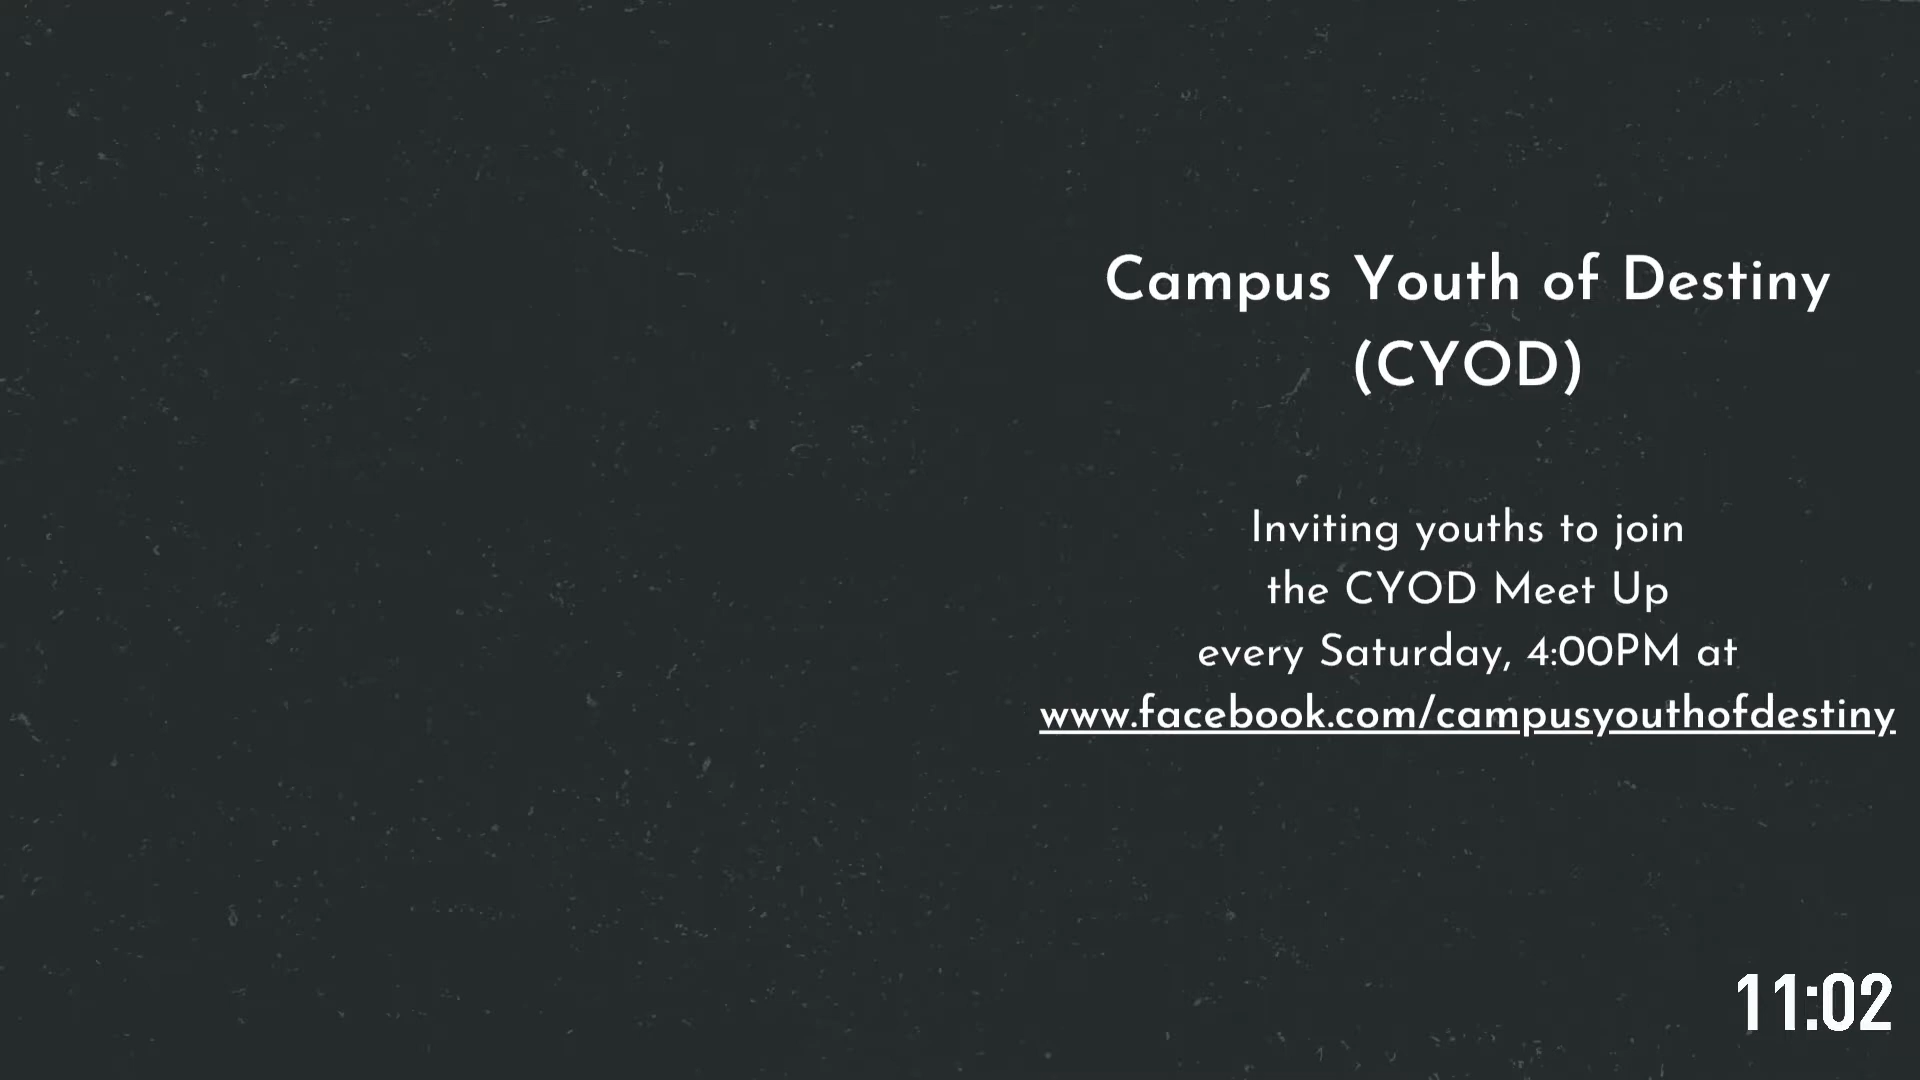 Campus Youth of Destiny
(CYOD)
Inviting youths to join
the CYOD Meet Up
every Saturday, 4:00PM at
www.facebook.com/campusyouthofdestiny
11:02